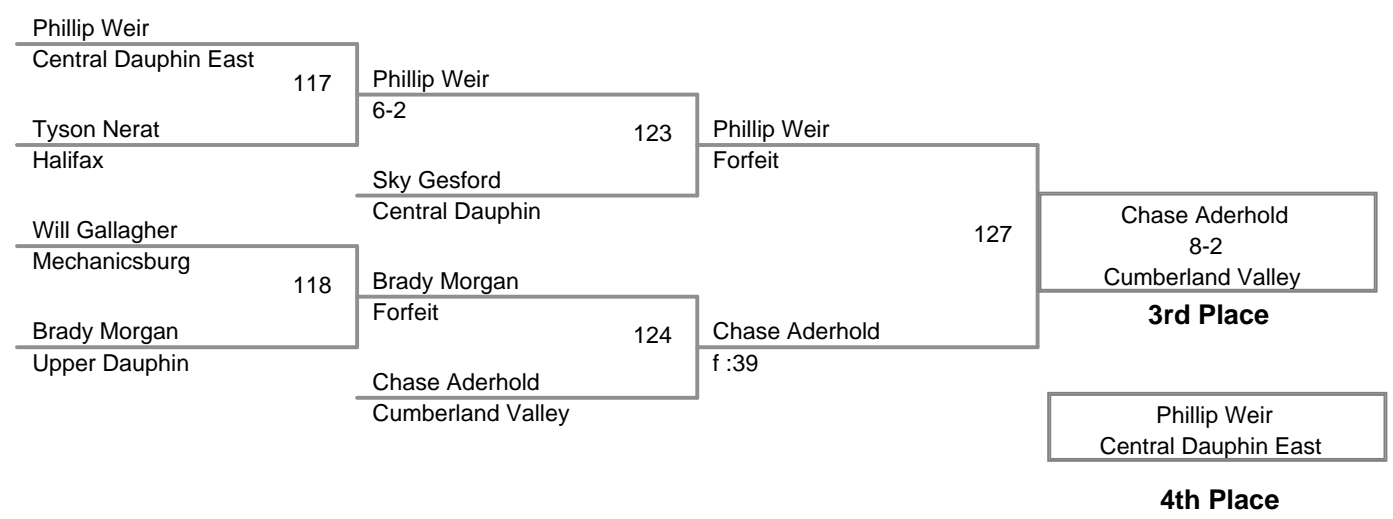 Phillip Weir
Central Dauphin East
117
Phillip Weir
6-2
Tyson Nerat
Halifax
123
Phillip Weir
Forfeit
Sky Gesford
Central Dauphin
Will Gallagher
Mechanicsburg
118
Brady Morgan
Forfeit
Brady Morgan
Upper Dauphin
124
Chase Aderhold
f :39
Chase Aderhold
Cumberland Valley
127
Chase Aderhold
8-2
Cumberland Valley
3rd Place
Phillip Weir
Central Dauphin East
4th Place